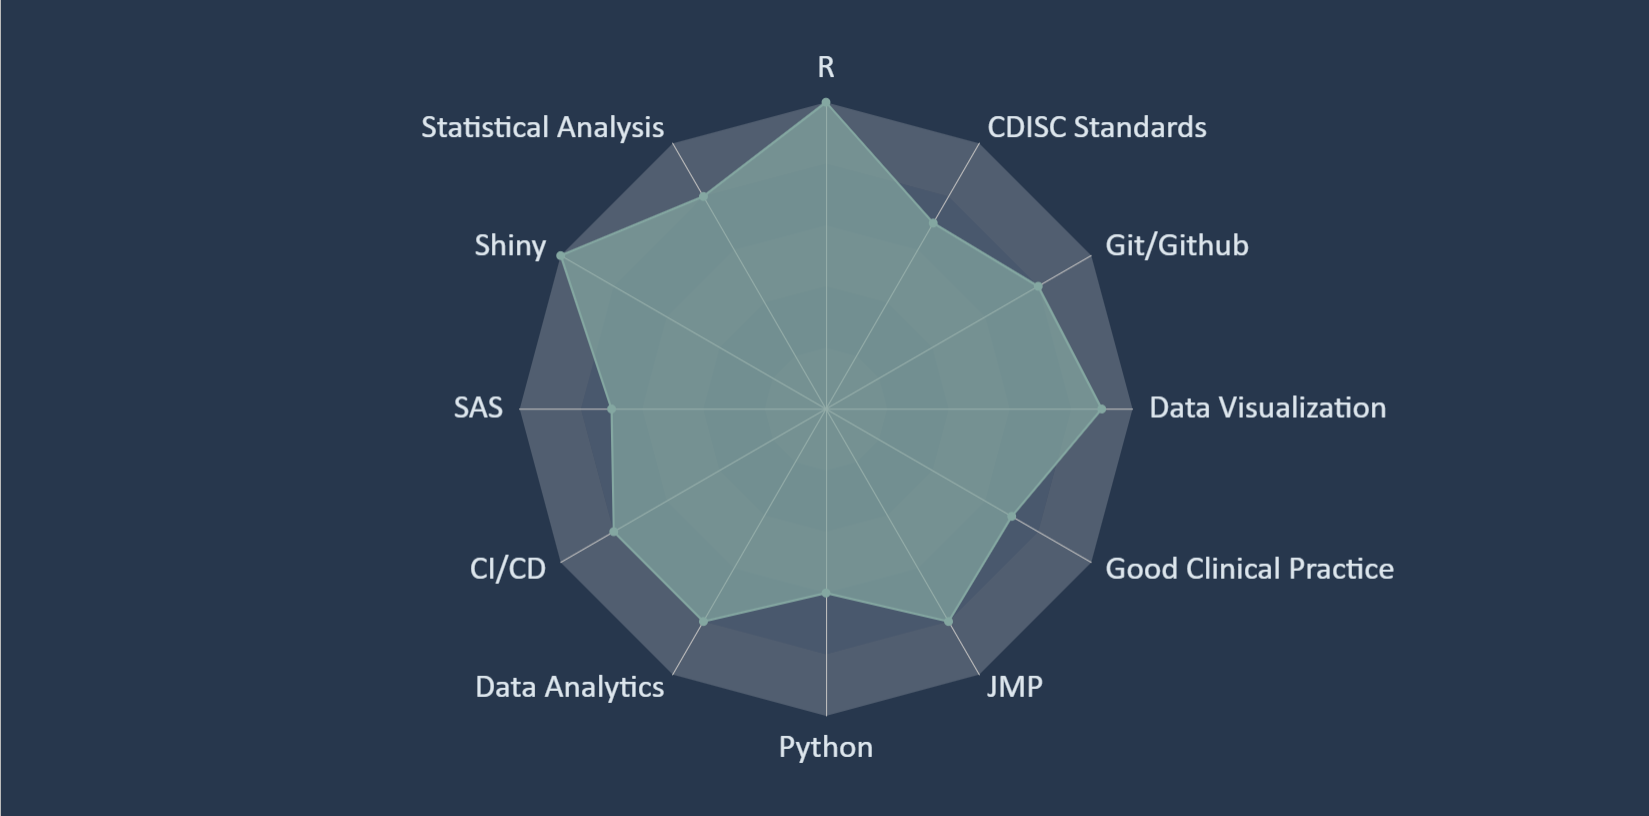 R
Statistical Analysis
CDISC Standards
Shiny
Git/Github
SAS
Data Visualization
CI/CD
Good Clinical Practice
Data Analytics
JMP
Python